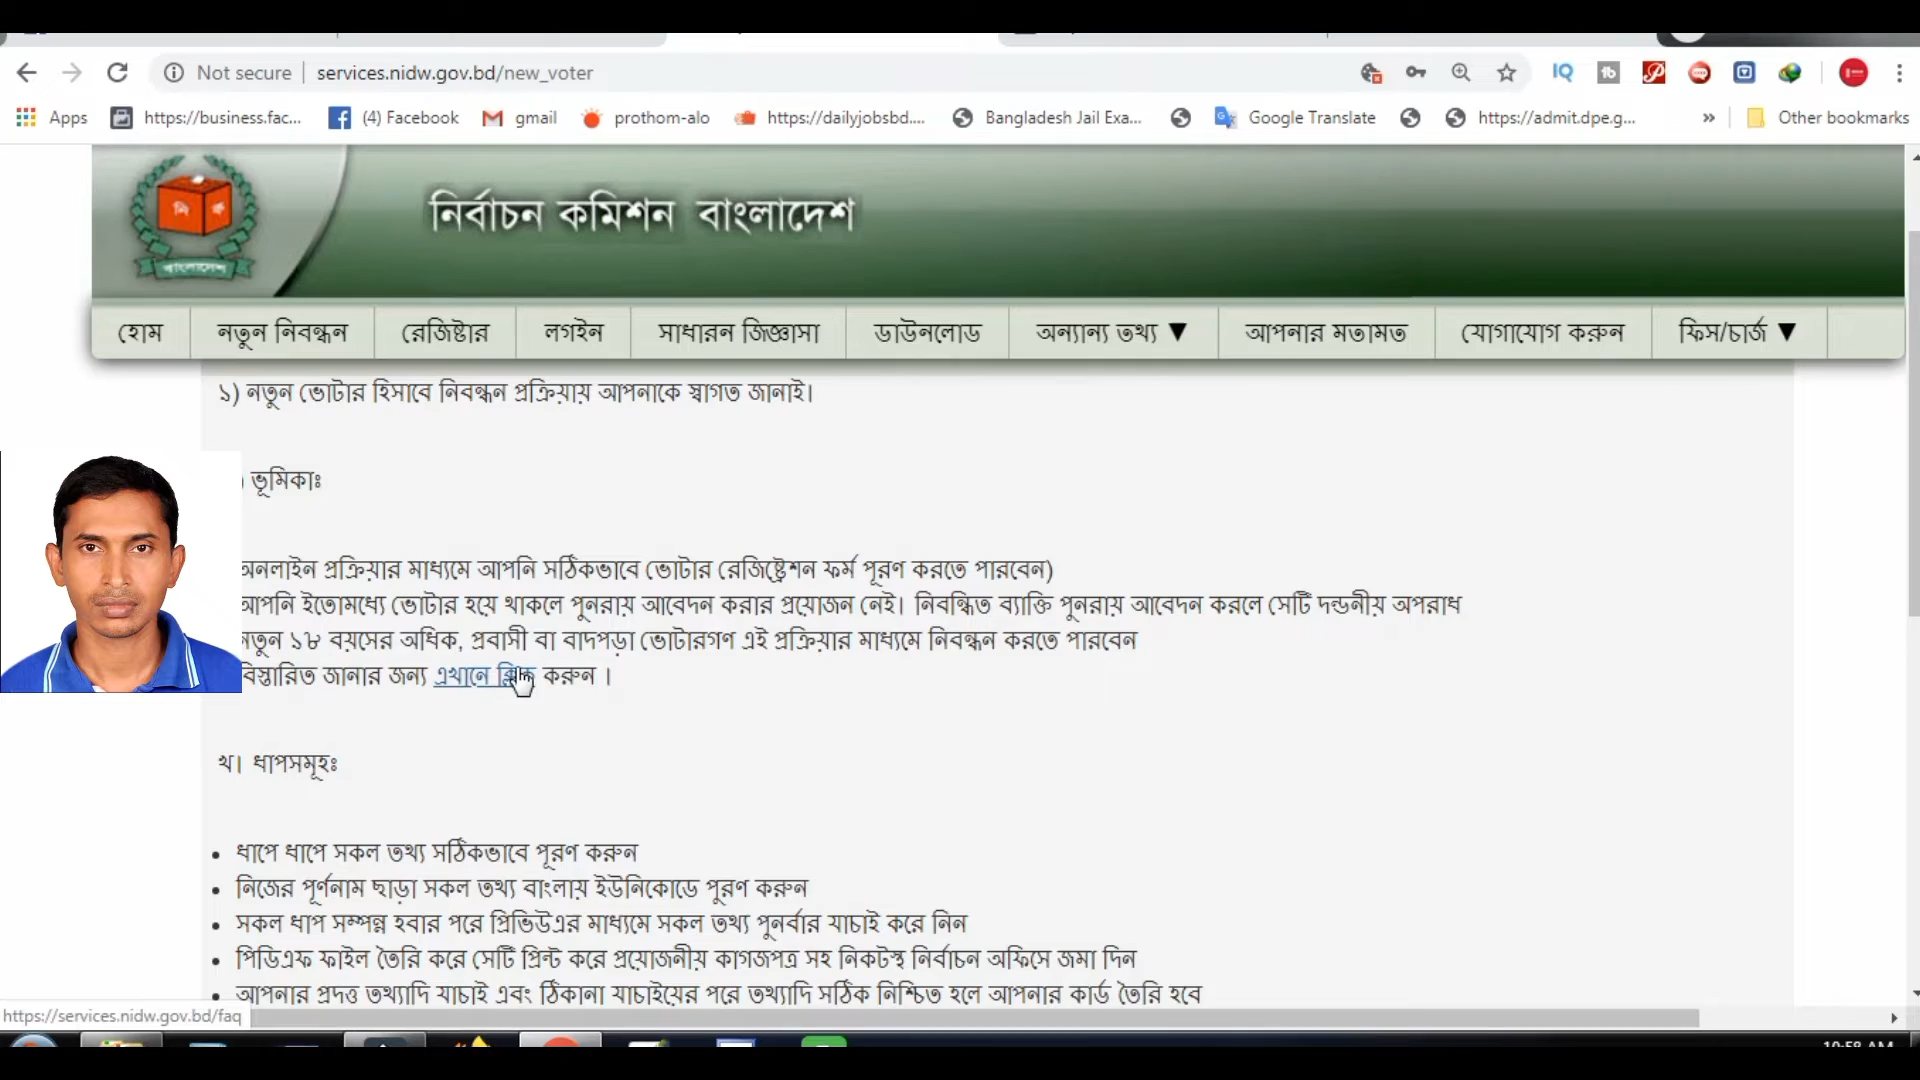 Not secure services.nidw.gov.bd/new_voter
Apps https://business.fac... (4) Facebook gmail prothom-alo https://dailyjobsbd.... Bangladesh Jail Exa... Google Translate https://admit.dpe.g... » Other bookmarks
নির্বাচন কমিশন বাংলাদেশ
বাংলাদেশ
হোম নতুন নিবন্ধন রেজিষ্টার লগইন সাধারন জিজ্ঞাসা ডাউনলোড অন্যান্য তথ্য ▼ আপনার মতামত যোগাযোগ করুন ফিস/চার্জ ▼
১) নতুন ভোটার হিসাবে নিবন্ধন প্রক্রিয়ায় আপনাকে স্বাগত জানাই।
ভূমিকাঃ
অনলাইন প্রক্রিয়ার মাধ্যমে আপনি সঠিকভাবে ভোটার রেজিষ্ট্রেশন ফর্ম পূরণ করতে পারবেন)
আপনি ইতোমধ্যে ভোটার হয়ে থাকলে পুনরায় আবেদন করার প্রয়োজন নেই। নিবন্ধিত ব্যাক্তি পুনরায় আবেদন করলে সেটি দন্ডনীয় অপরাধ
নতুন ১৮ বয়সের অধিক, প্রবাসী বা বাদপড়া ভোটারগণ এই প্রক্রিয়ার মাধ্যমে নিবন্ধন করতে পারবেন
বিস্তারিত জানার জন্য এখানে ক্লিক করুন ।
খ। ধাপসমূহঃ
• ধাপে ধাপে সকল তথ্য সঠিকভাবে পূরণ করুন
• নিজের পূর্ণনাম ছাড়া সকল তথ্য বাংলায় ইউনিকোডে পুরণ করুন
• সকল ধাপ সম্পন্ন হবার পরে প্রিভিউএর মাধ্যমে সকল তথ্য পুনর্বার যাচাই করে নিন
• পিডিএফ ফাইল তৈরি করে সেটি প্রিন্ট করে প্রয়োজনীয় কাগজপত্র সহ নিকটস্থ নির্বাচন অফিসে জমা দিন
• আপনার প্রদত্ত তথ্যাদি যাচাই এবং ঠিকানা যাচাইয়ের পরে তথ্যাদি সঠিক নিশ্চিত হলে আপনার কার্ড তৈরি হবে
https://services.nidw.gov.bd/faq